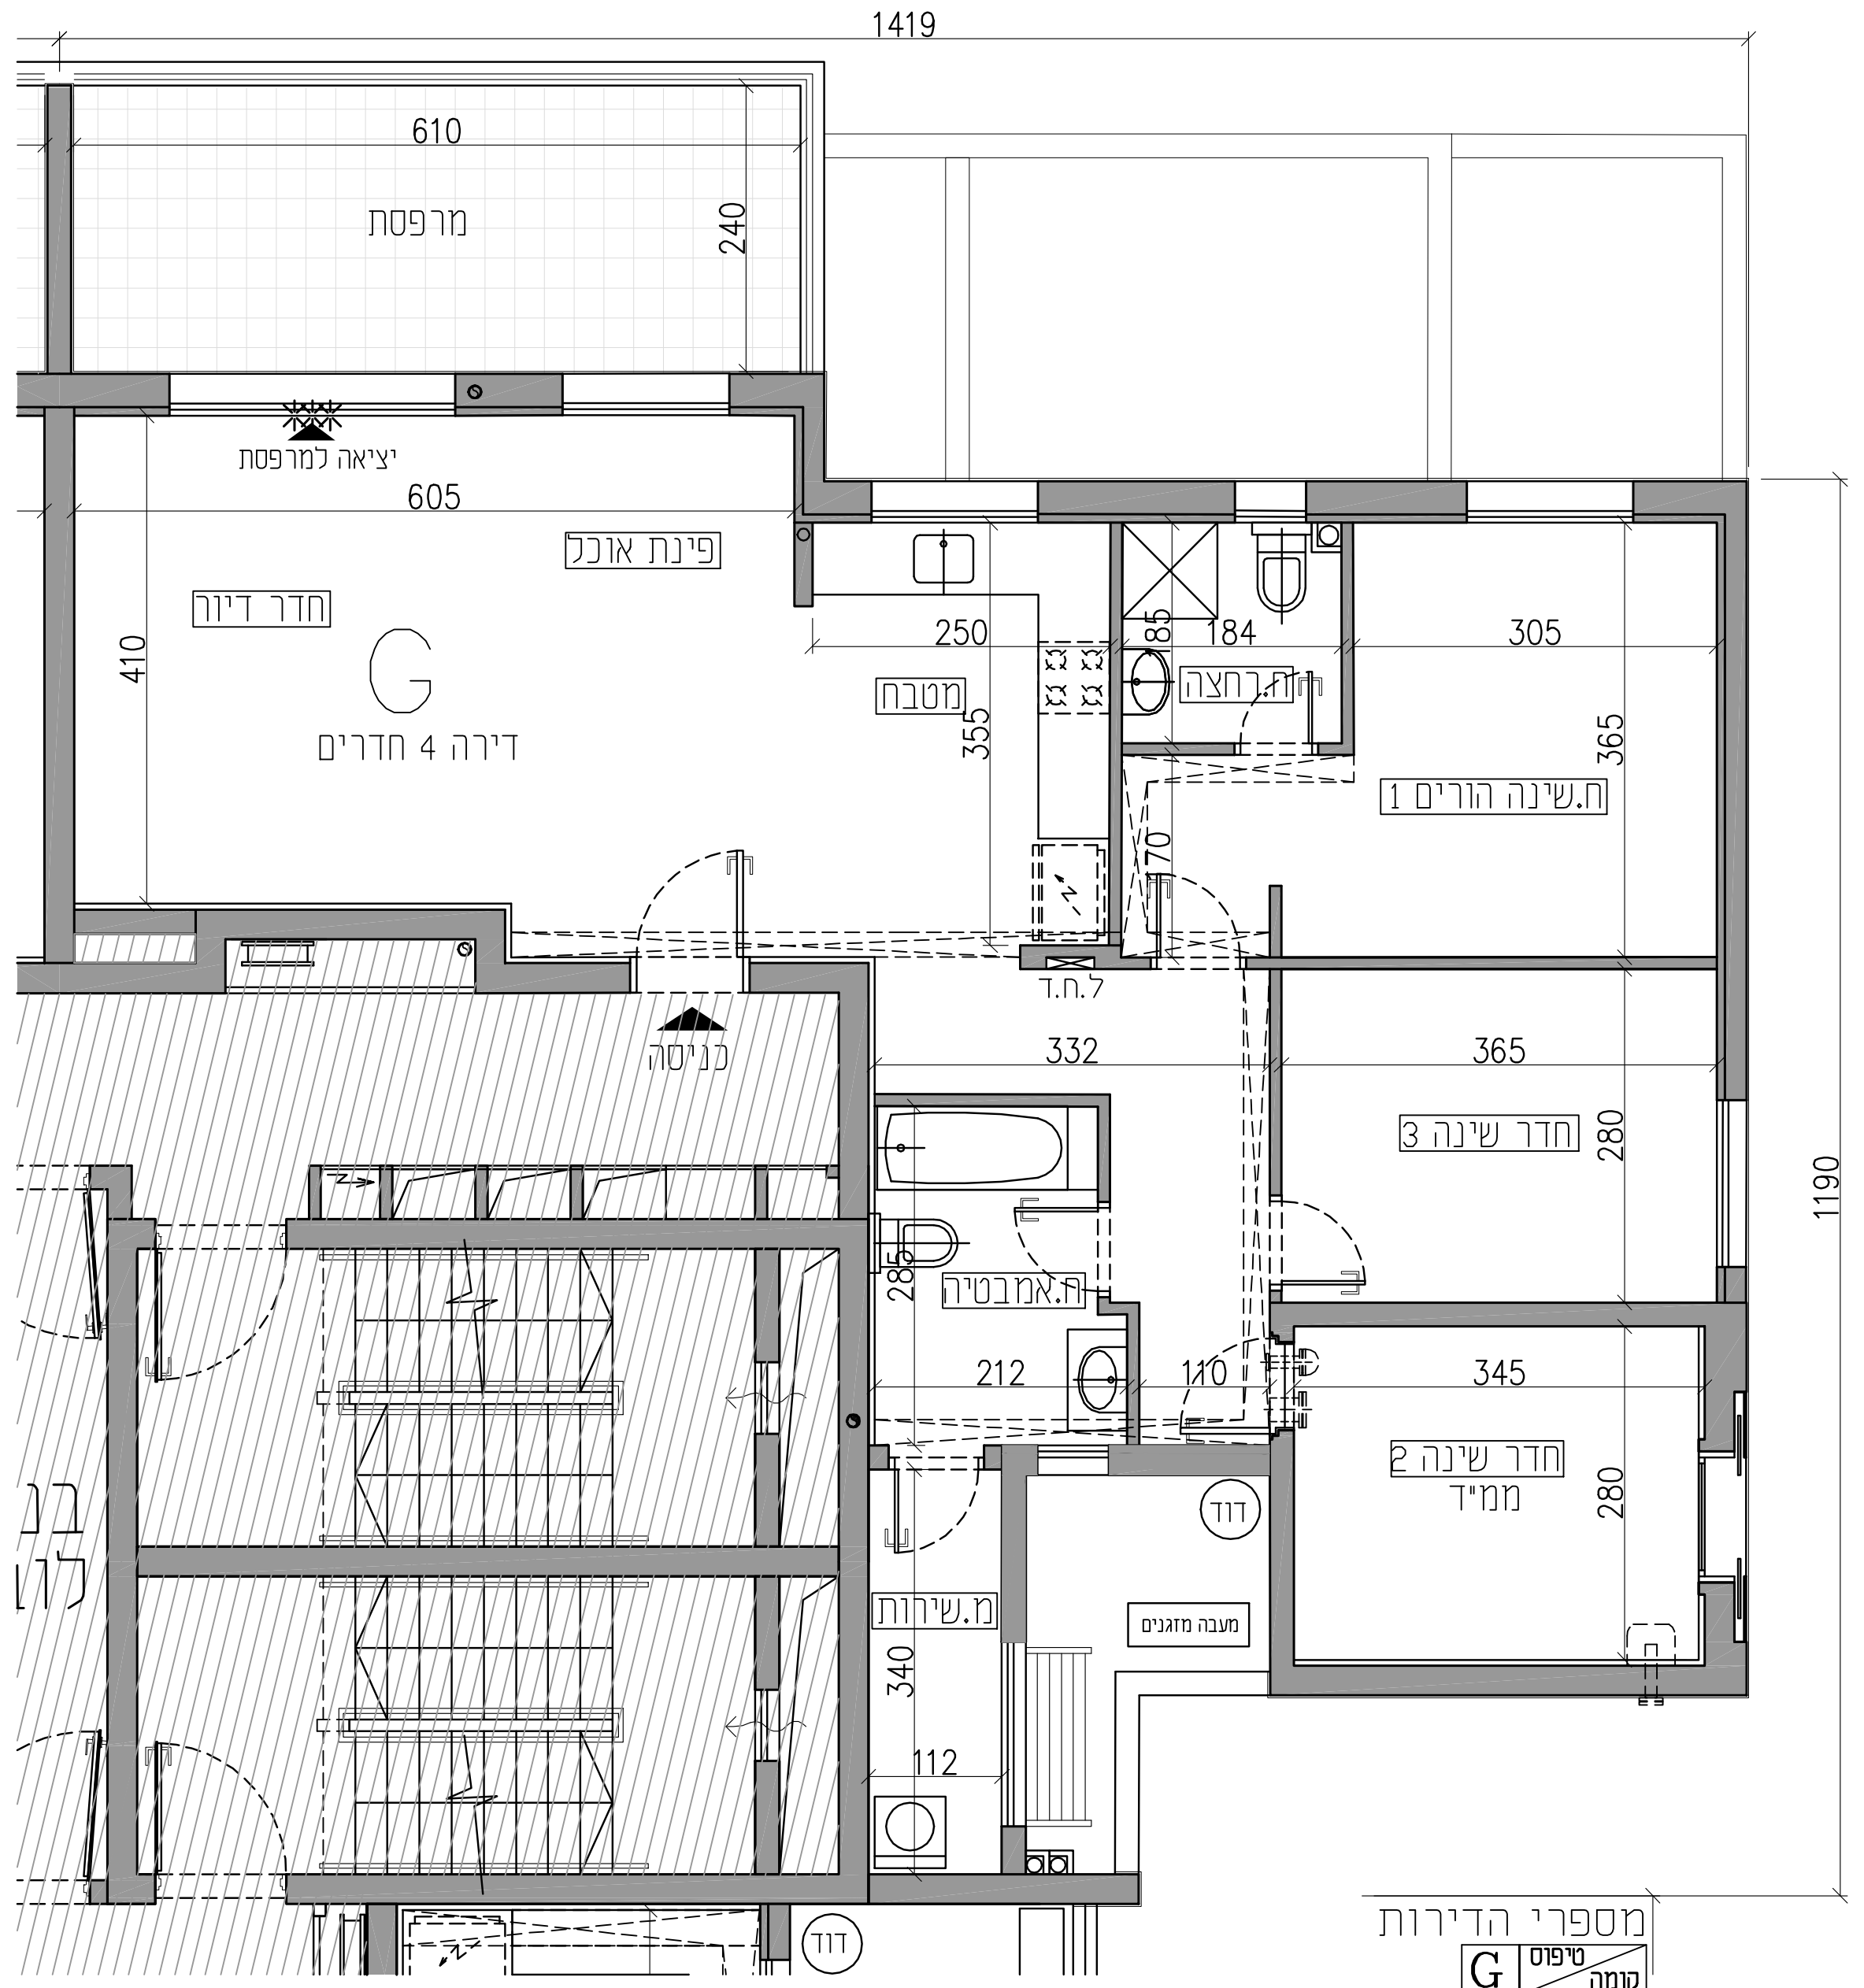 1419
610
מרפסת
240
יציאה למרפסת
605
פינת אוכל
חדר דיור
410
G
דירה 4 חדרים
250
מטבח
355
185
184
ח.רחצה
305
365
ח.שינה הורים 1
170
ל.ח.ד
כניסה
332
365
חדר שינה 3
280
1190
285
ח.אמבטיה
212
110
345
חדר שינה 2
ממ"ד
280
דוד
מ.שירות
מעבה מזגנים
340
112
דוד
מספרי הדירות
G
טיפוס
קומה